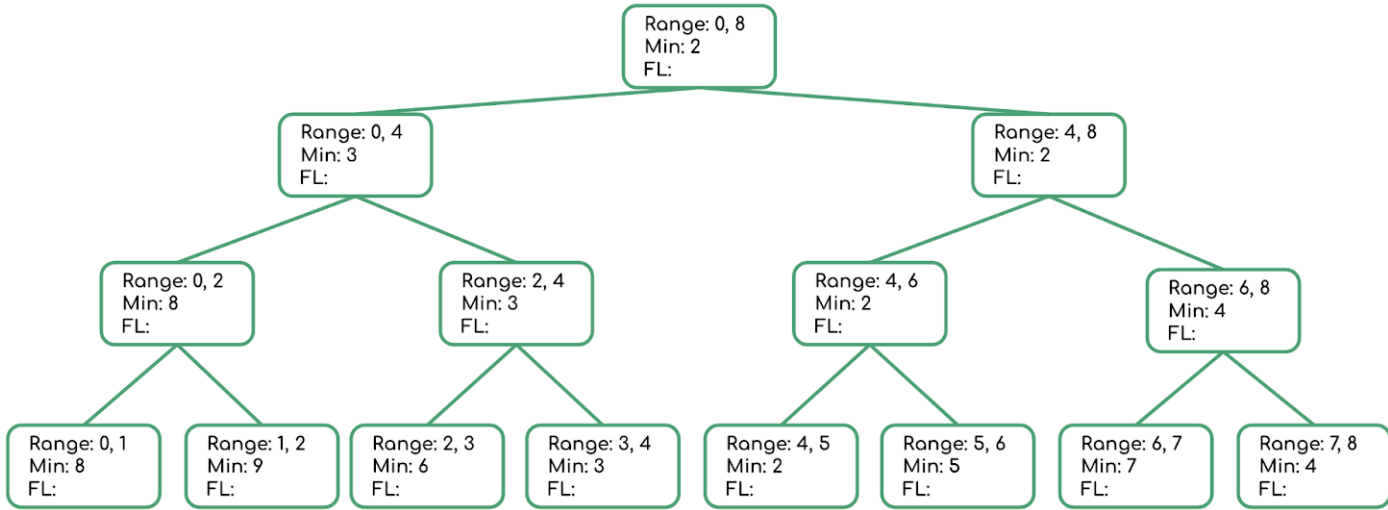 Range: 0, 8
Min: 2
FL:
Range: 0, 4
Min: 3
FL:
Range: 4, 8
Min: 2
FL:
Range: 0, 2
Min: 8
FL:
Range: 2, 4
Min: 3
FL:
Range: 4, 6
Min: 2
FL:
Range: 6, 8
Min: 4
FL:
Range: 0, 1
Min: 8
FL:
Range: 1, 2
Min: 9
FL:
Range: 2, 3
Min: 6
FL:
Range: 3, 4
Min: 3
FL:
Range: 4, 5
Min: 2
FL:
Range: 5, 6
Min: 5
FL:
Range: 6, 7
Min: 7
FL:
Range: 7, 8
Min: 4
FL: